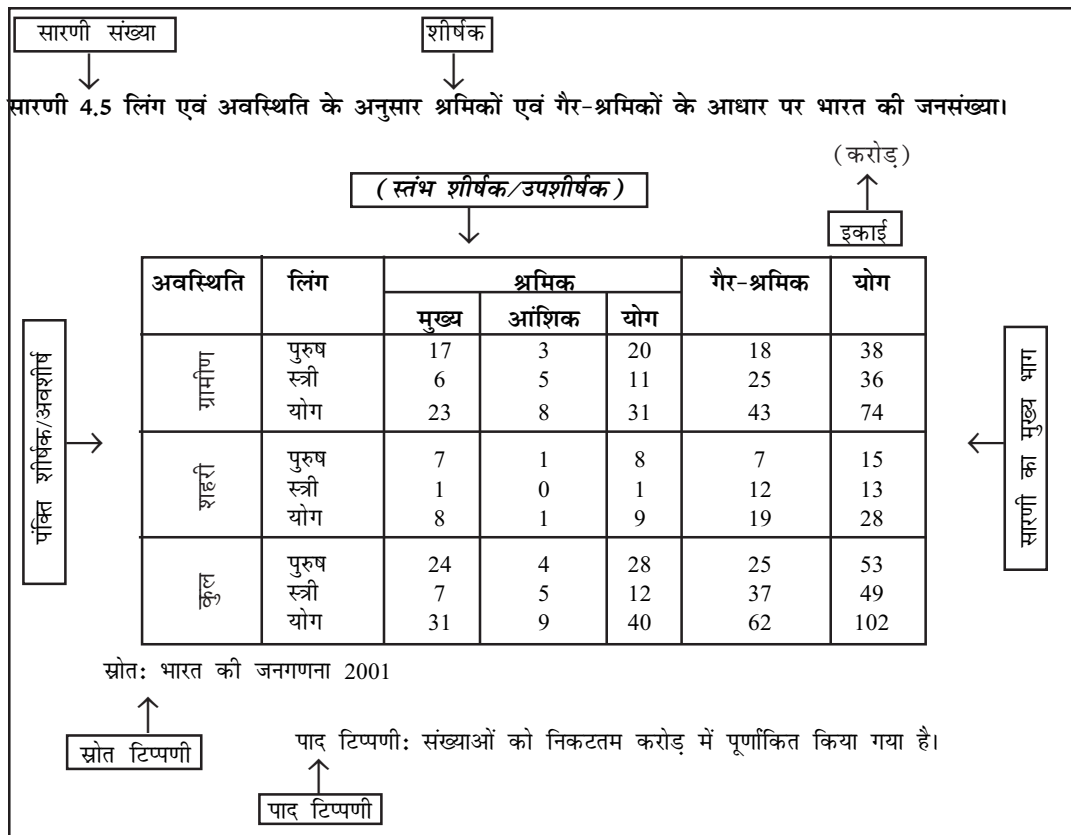 सारणी संख्या शीर्षक
सारणी 4.5 लिंग एवं अवस्थिति के अनुसार श्रमिकों एवं गैर-श्रमिकों के आधार पर भारत की जनसंख्या।
(करोड़)
(स्तंभ शीर्षक/उपशीर्षक)
इकाई
अवस्थिति लिंग श्रमिक गैर-श्रमिक योग
मुख्य आंशिक योग
पंक्ति शीर्षक/अवशीर्ष
सारणी का मुख्य भाग
ग्रामीण
पुरुष 17 3 20 18 38
स्त्री 6 5 11 25 36
योग 23 8 31 43 74
शहरी
पुरुष 7 1 8 7 15
स्त्री 1 0 1 12 13
योग 8 1 9 19 28
कुल
पुरुष 24 4 28 25 53
स्त्री 7 5 12 37 49
योग 31 9 40 62 102
स्रोत: भारत की जनगणना 2001
स्रोत टिप्पणी
पाद टिप्पणी: संख्याओं को निकटतम करोड़ में पूर्णांकित किया गया है।
पाद टिप्पणी